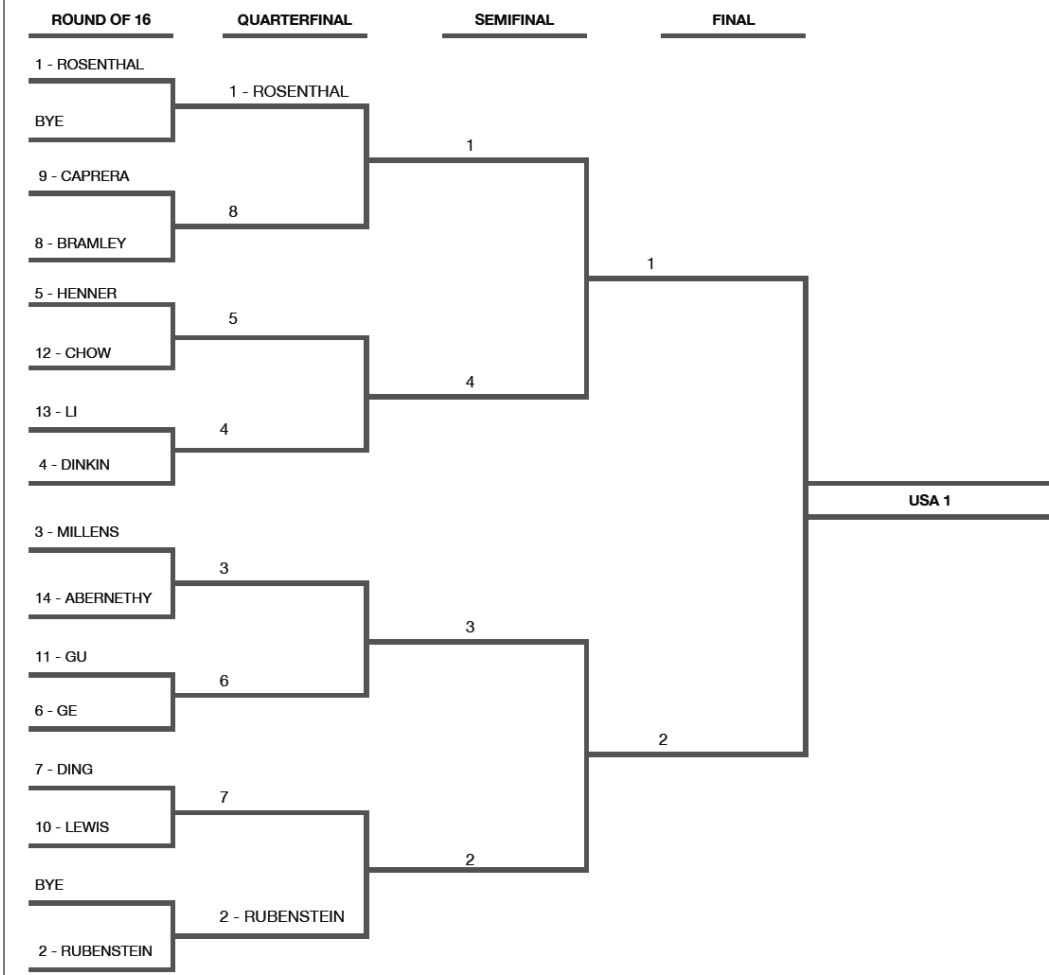 ROUND OF 16 QUARTERFINAL SEMIFINAL FINAL
1 - ROSENTHAL
1 - ROSENTHAL
BYE
1
9 - CAPRERA
8
8 - BRAMLEY
1
5 - HENNER
5
12 - CHOW
4
13 - LI
4
4 - DINKIN
USA 1
3 - MILLENS
3
14 - ABERNETHY
3
11 - GU
6
6 - GE
2
7 - DING
7
10 - LEWIS
2
BYE
2 - RUBENSTEIN
2 - RUBENSTEIN